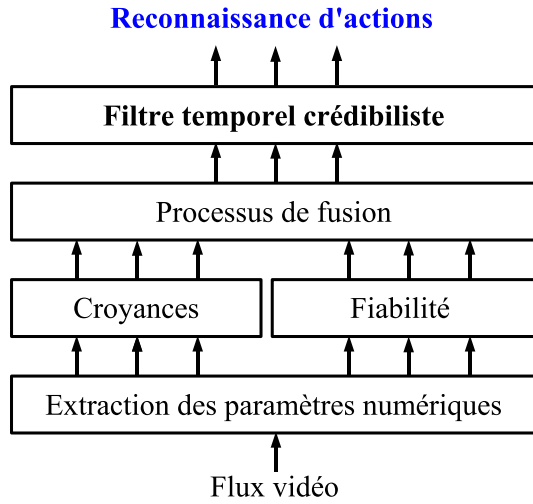 Reconnaissance d'actions
Filtre temporel crédibiliste
Processus de fusion
Croyances
Fiabilité
Extraction des paramètres numériques
Flux vidéo